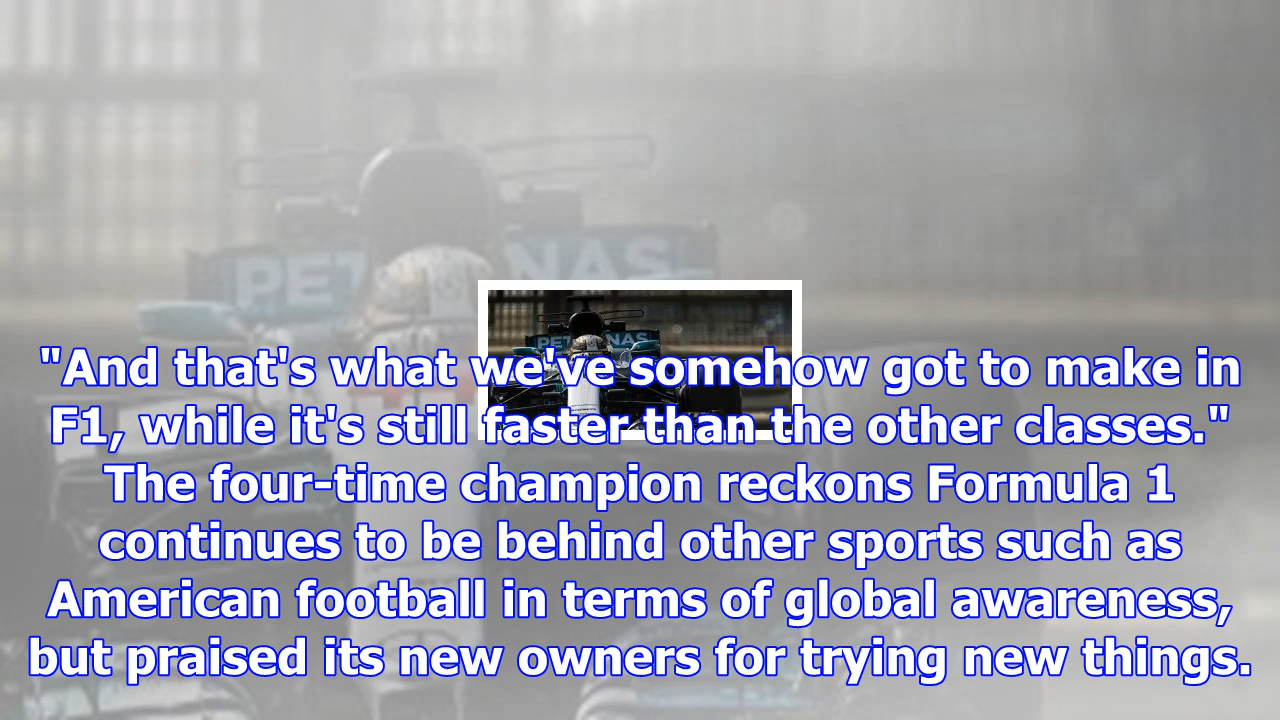 PETRONAS
"And that's what we've somehow got to make in
F1, while it's still faster than the other classes."
The four-time champion reckons Formula 1
continues to be behind other sports such as
American football in terms of global awareness,
but praised its new owners for trying new things.